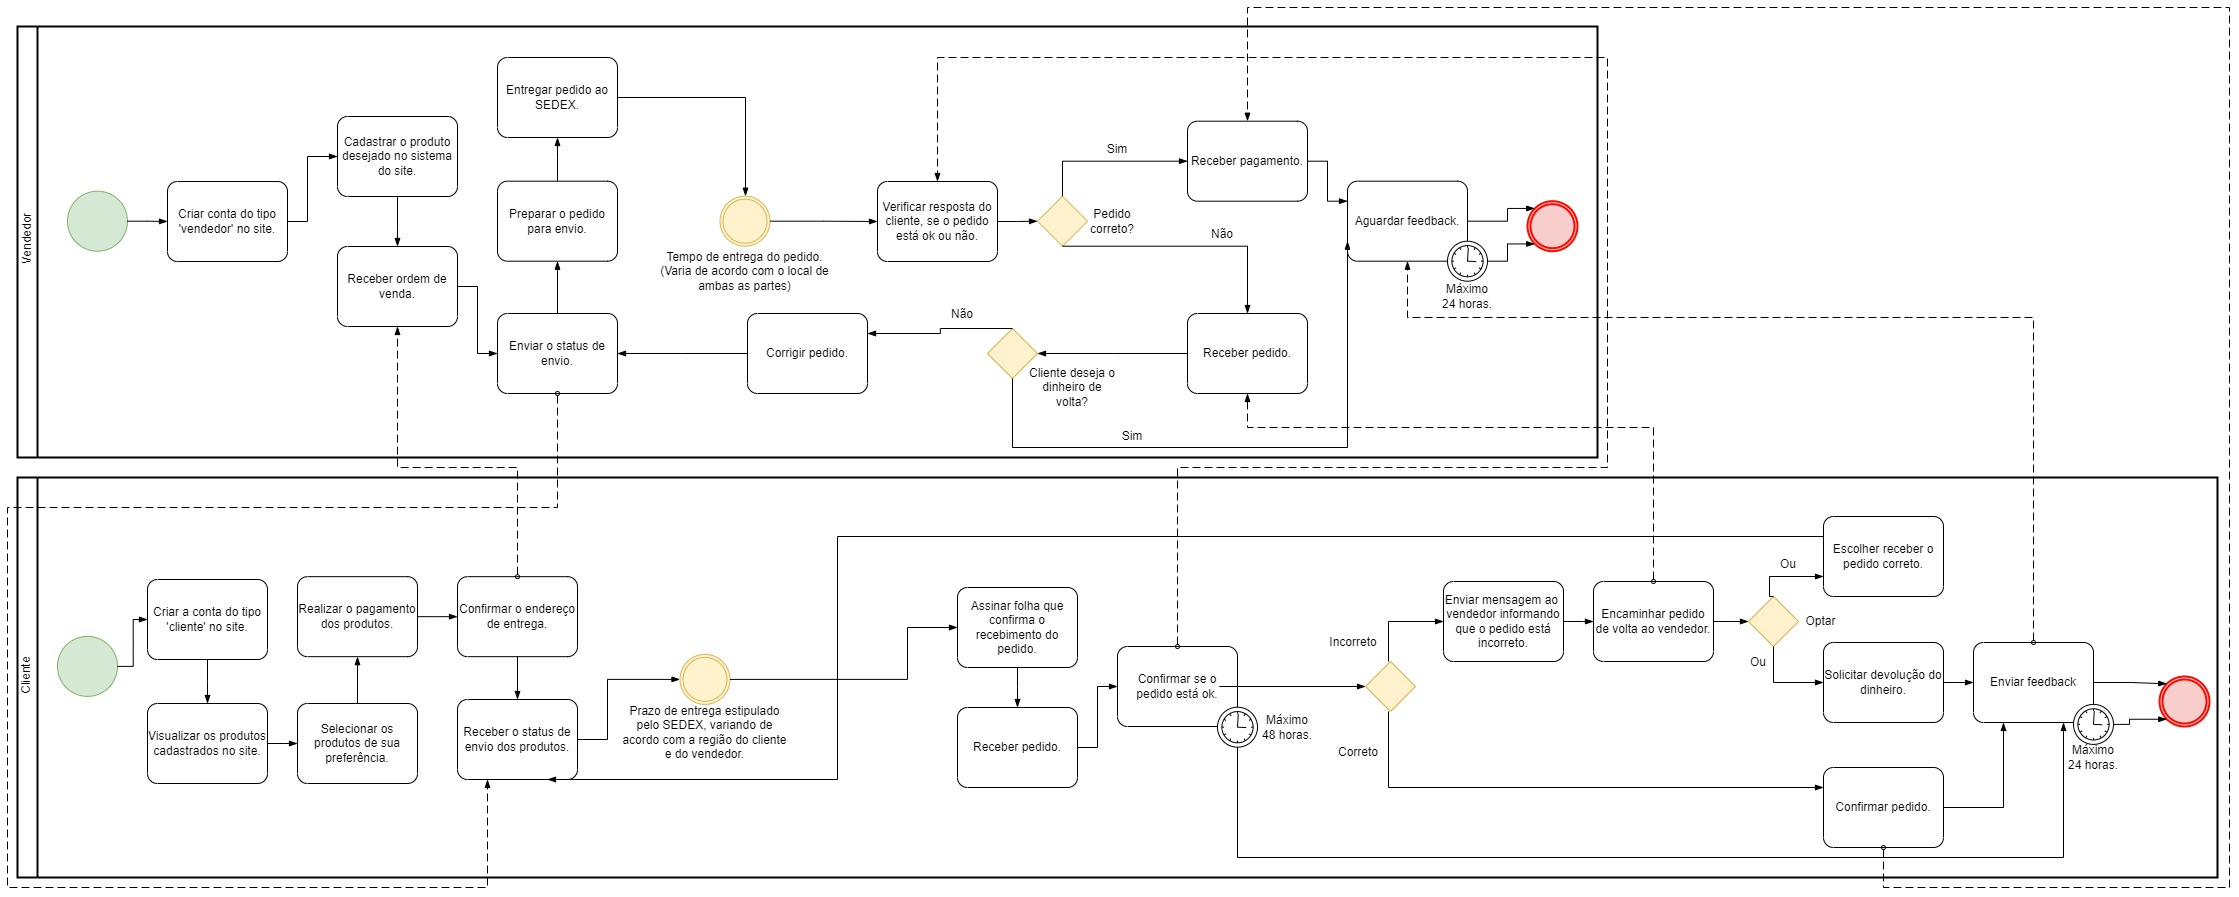 Vendedor
Criar conta do tipo
'vendedor' no site.
Cadastrar o produto
desejado no sistema
do site.
Receber ordem de
venda.
Entregar pedido ao
SEDEX.
Preparar o pedido
para envio.
Enviar o status de
envio.
Tempo de entrega do pedido.
(Varia de acordo com o local de
ambas as partes)
Verificar resposta do
cliente, se o pedido
está ok ou não.
Pedido
correto?
Sim
Não
Receber pagamento.
Aguardar feedback.
Máximo
24 horas.
Receber pedido.
Cliente deseja o
dinheiro de
volta?
Não
Sim
Corrigir pedido.
Cliente
Criar a conta do tipo
'cliente' no site.
Visualizar os produtos
cadastrados no site.
Selecionar os
produtos de sua
preferência.
Realizar o pagamento
dos produtos.
Confirmar o endereço
de entrega.
Receber o status de
envio dos produtos.
Prazo de entrega estipulado
pelo SEDEX, variando de
acordo com a região do cliente
e do vendedor.
Assinar folha que
confirma o
recebimento do
pedido.
Receber pedido.
Confirmar se o
pedido está ok.
Máximo
48 horas.
Incorreto
Correto
Enviar mensagem ao
vendedor informando
que o pedido está
incorreto.
Encaminhar pedido
de volta ao vendedor.
Ou
Optar
Ou
Escolher receber o
pedido correto.
Solicitar devolução do
dinheiro.
Confirmar pedido.
Enviar feedback
Máximo
24 horas.